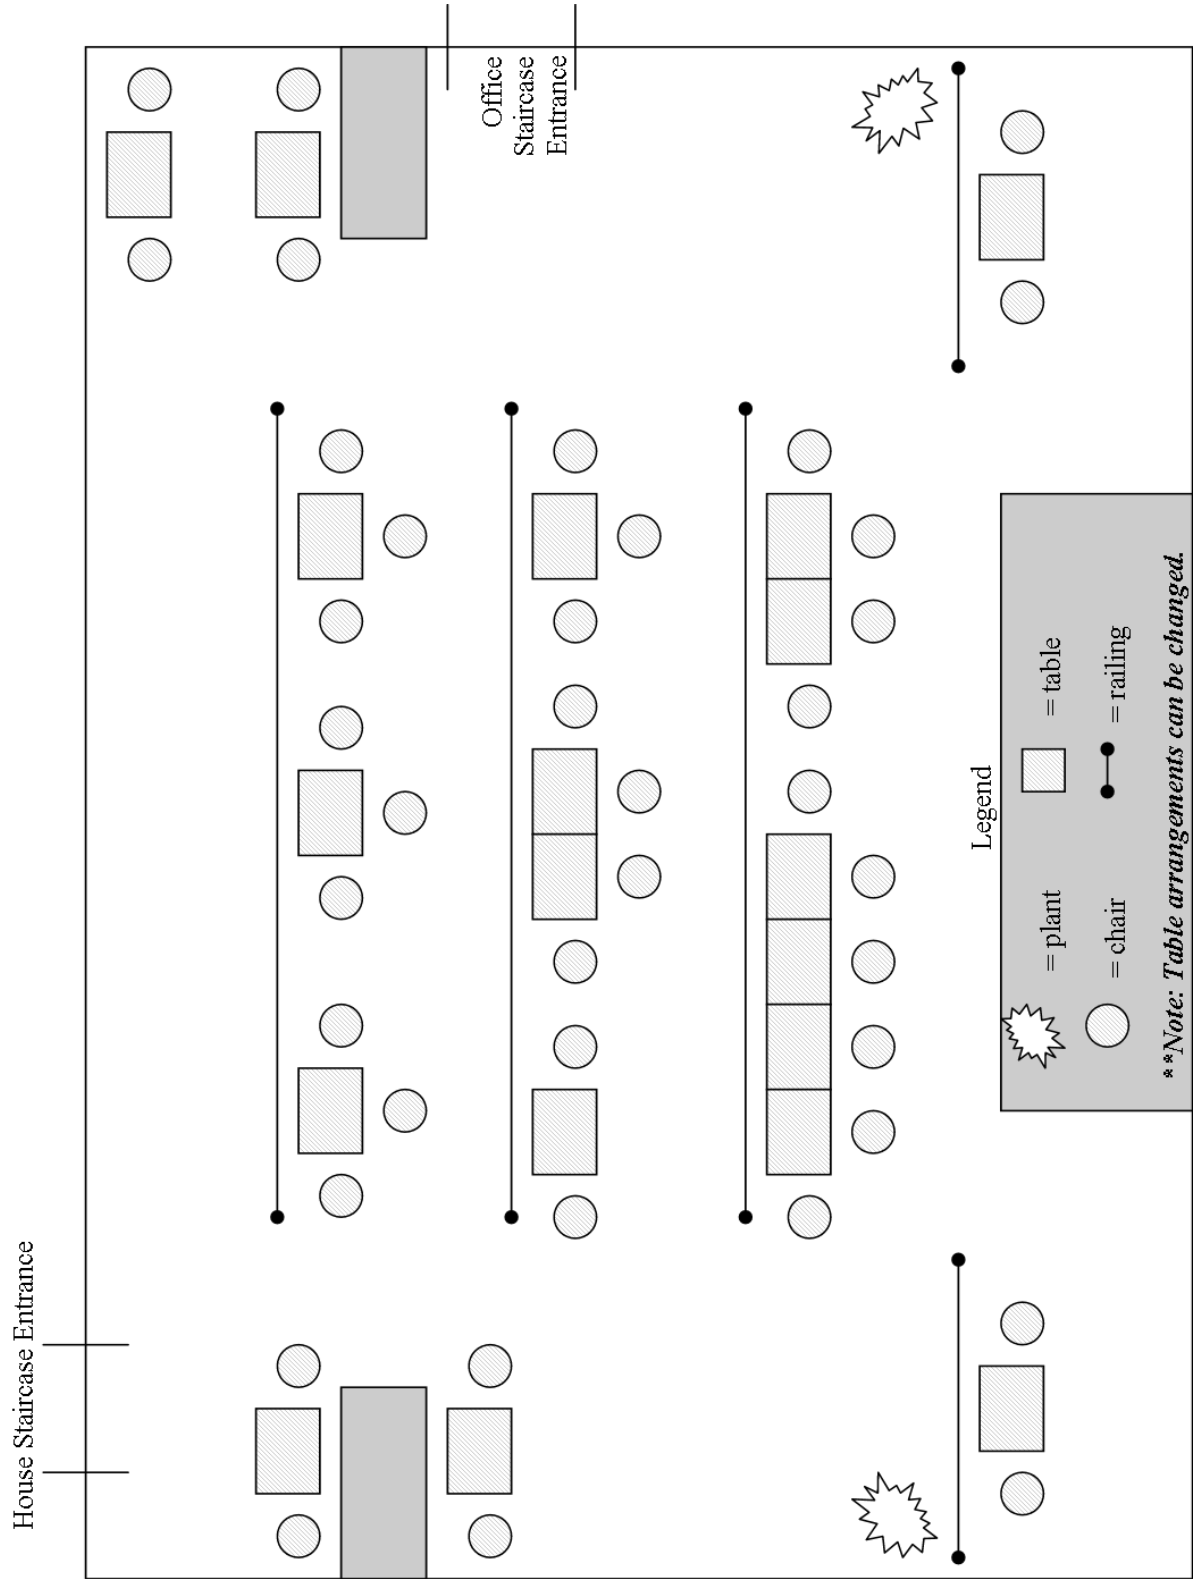 House Staircase Entrance
Office
Staircase
Entrance
Legend
= plant
= table
= chair
= railing
**Note: Table arrangements can be changed.